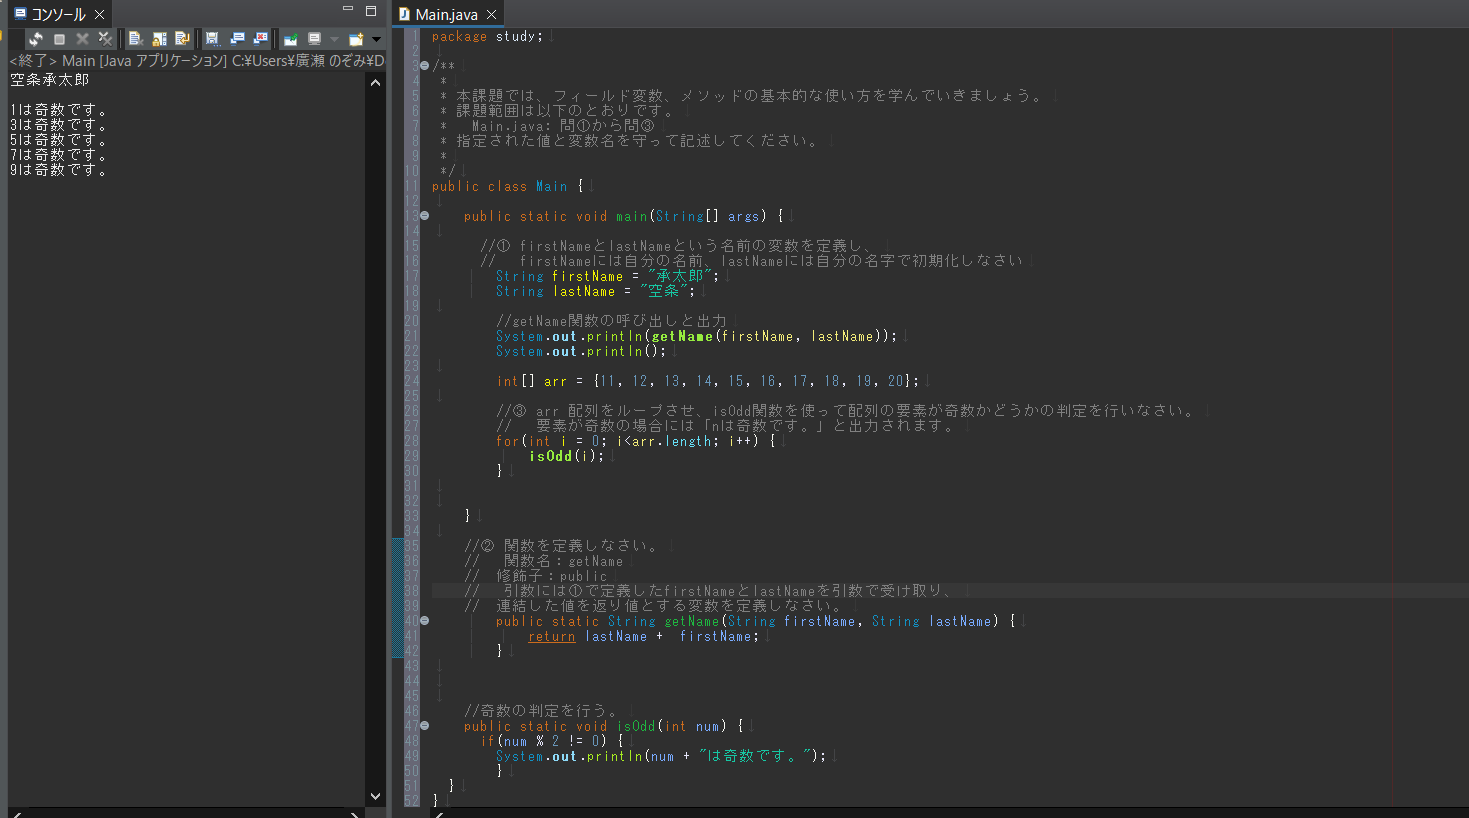 コンソール
<終了> Main [Java アプリケーション] C:¥Users¥廣瀬 のぞみ¥D
空条承太郎
1は奇数です。
3は奇数です。
5は奇数です。
7は奇数です。
9は奇数です。
Main.java
1 package study;
2
3 /**
4 *
5 * 本課題では、フィールド変数、メソッドの基本的な使い方を学んでいきましょう。
6 * 課題範囲は以下のとおりです。
7 * Main.java: 問①から問③
8 * 指定された値と変数名を守って記述してください。
9 *
10 */
11 public class Main {
12
13 public static void main(String[] args) {
14
15 //① firstNameとlastNameという名前の変数を定義し、
16 // firstNameには自分の名前、lastNameには自分の名字で初期化しなさい
17 String firstName = "承太郎";
18 String lastName = "空条";
19
20 //getName関数の呼び出しと出力
21 System.out.println(getName(firstName, lastName));
22 System.out.println();
23
24 int[] arr = {11, 12, 13, 14, 15, 16, 17, 18, 19, 20};
25
26 //③ arr 配列をループさせ、isOdd関数を使って配列の要素が奇数かどうかの判定を行いなさい。
27 // 要素が奇数の場合には「nは奇数です。」と出力されます。
28 for(int i = 0; i<arr.length; i++) {
29 isOdd(i);
30 }
31
32
33 }
34
35 //② 関数を定義しなさい。
36 // 関数名：getName
37 // 修飾子：public
38 // 引数には①で定義したfirstNameとlastNameを引数で受け取り、
39 // 連結した値を返り値とする変数を定義しなさい。
40 public static String getName(String firstName, String lastName) {
41 return lastName + firstName;
42 }
43
44
45
46 //奇数の判定を行う。
47 public static void isOdd(int num) {
48 if(num % 2 != 0) {
49 System.out.println(num + "は奇数です。");
50 }
51 }
52 }